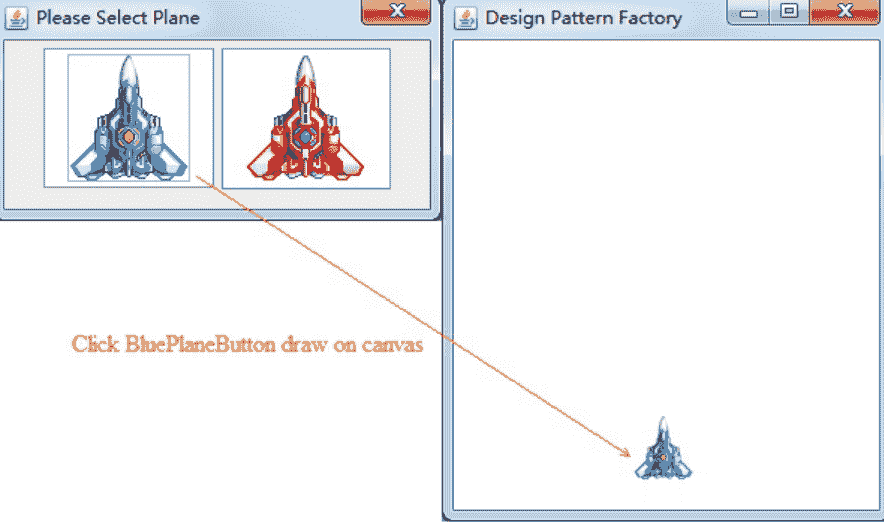 Please Select Plane
Design Pattern Factory
Click BluePlaneButton draw on canvas